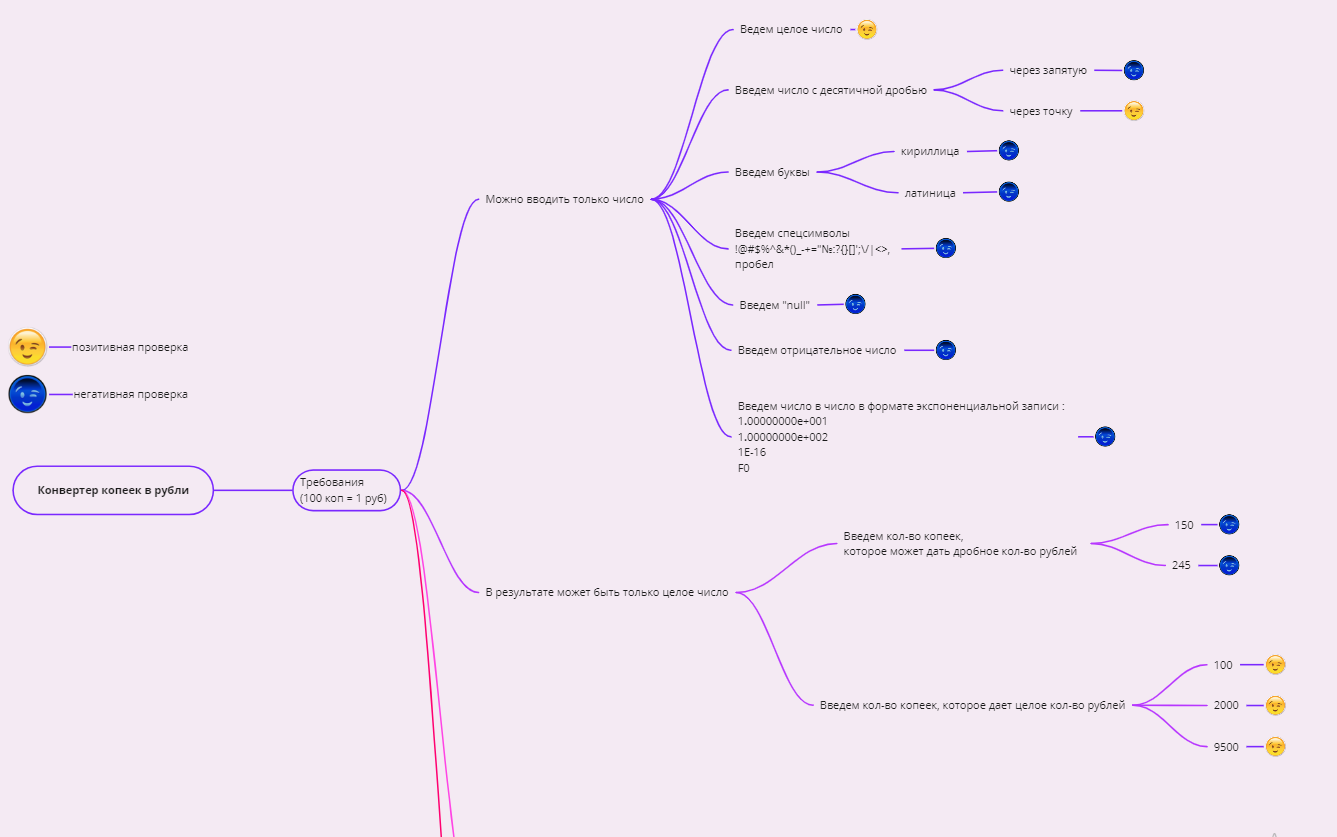 Ведем целое число
через запятую
Введем число с десятичной дробью
через точку
кириллица
Введем буквы
латиница
Можно вводить только число
Введем спецсимволы
!@#$%^&*()_-+="№:?{}[]';\/|<>,
пробел
Введем "null"
позитивная проверка
Введем отрицательное число
негативная проверка
Введем число в число в формате экспоненциальной записи :
1.00000000e+001
1.00000000e+002
1E-16
F0
Конвертер копеек в рубли
Требования
(100 коп = 1 руб)
150
Введем кол-во копеек,
которое может дать дробное кол-во рублей
245
В результате может быть только целое число
100
Введем кол-во копеек, которое дает целое кол-во рублей
2000
9500